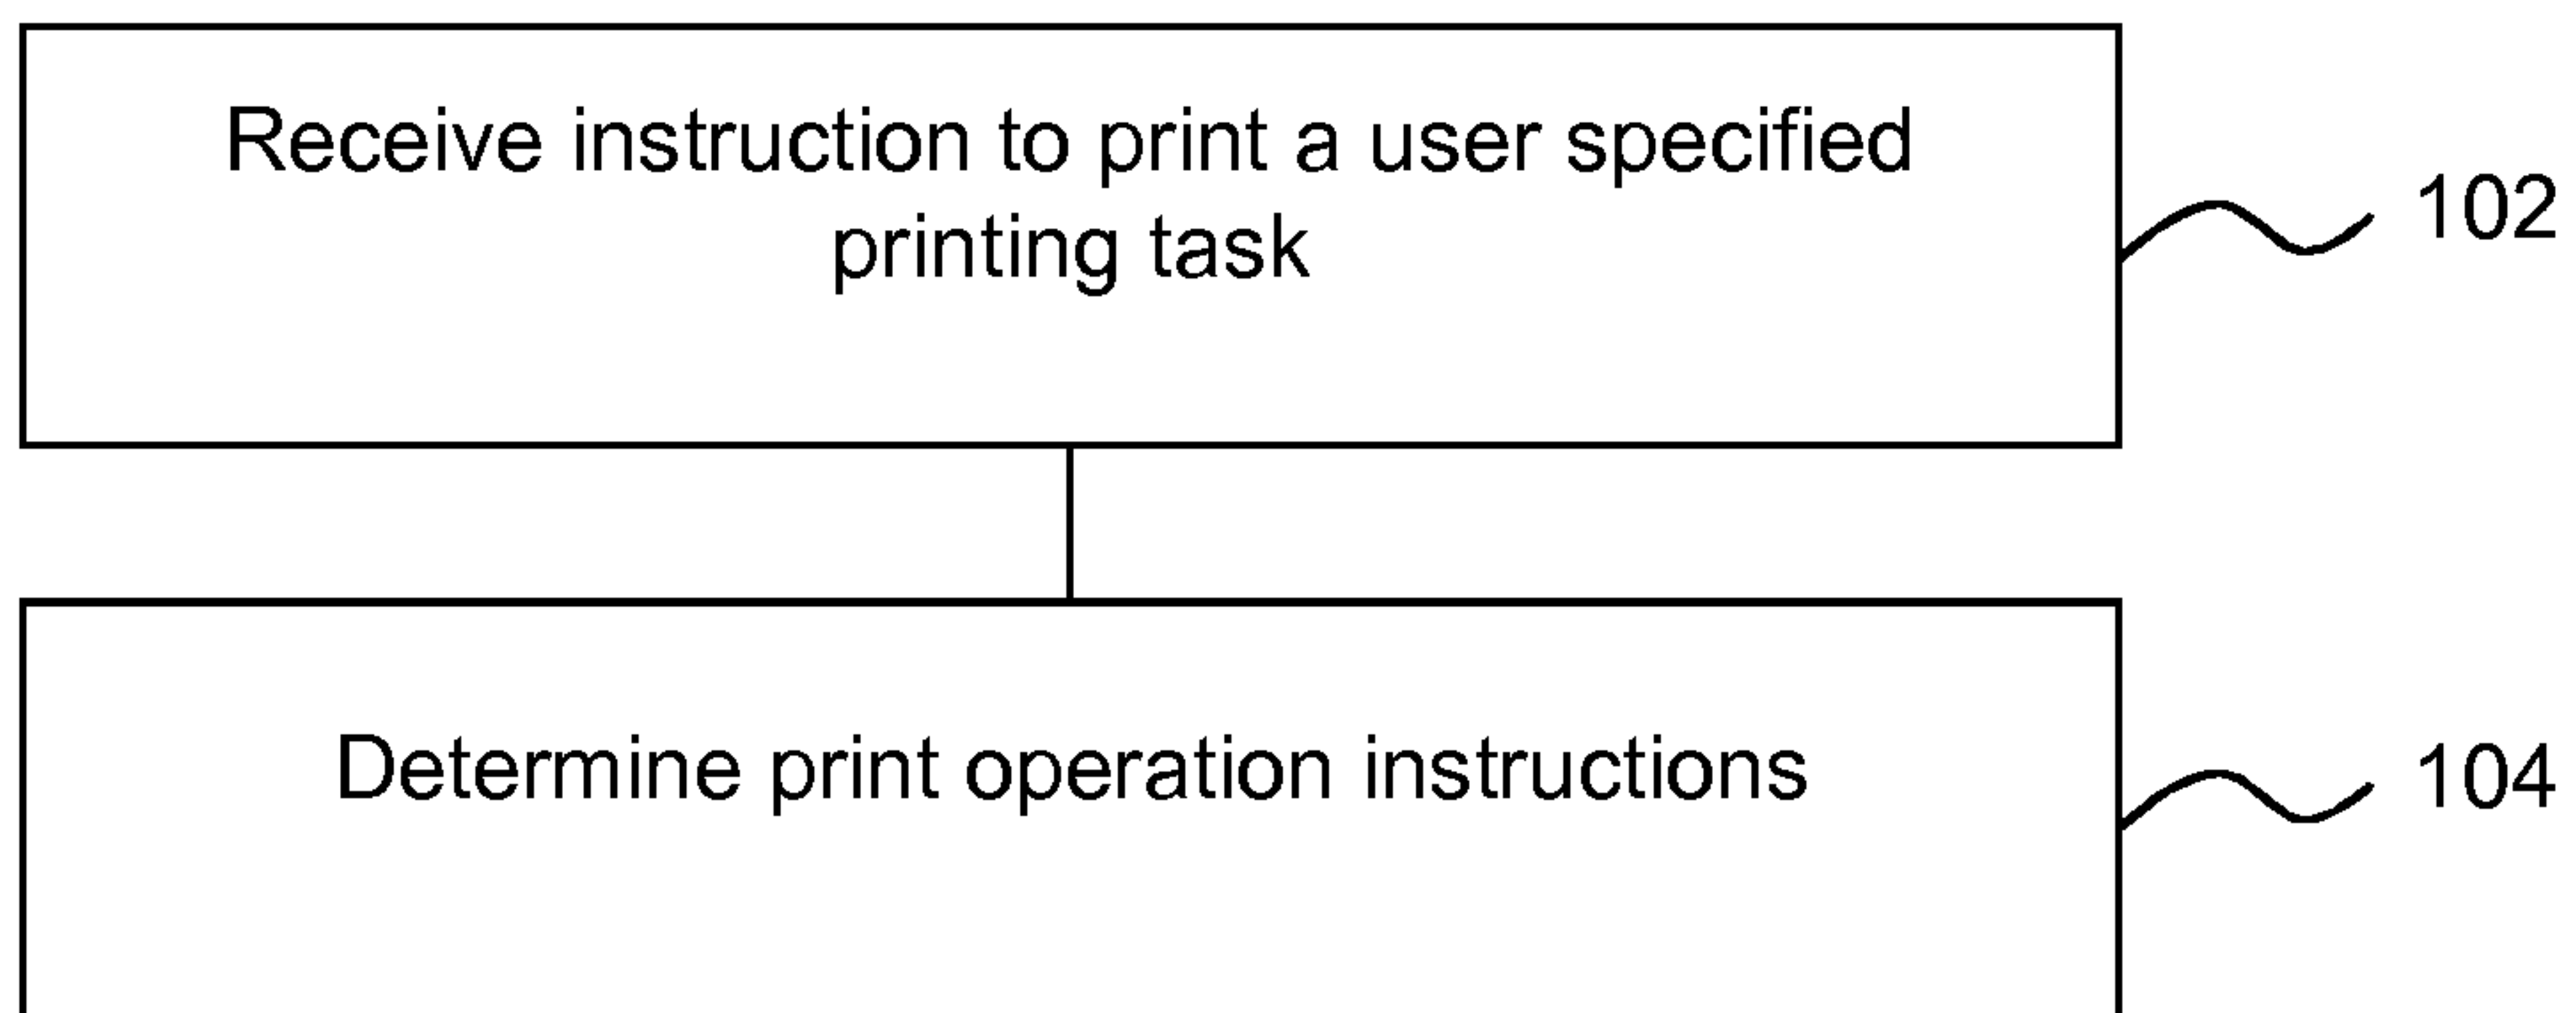 Receive instruction to print a user specified
printing task
102
Determine print operation instructions
104